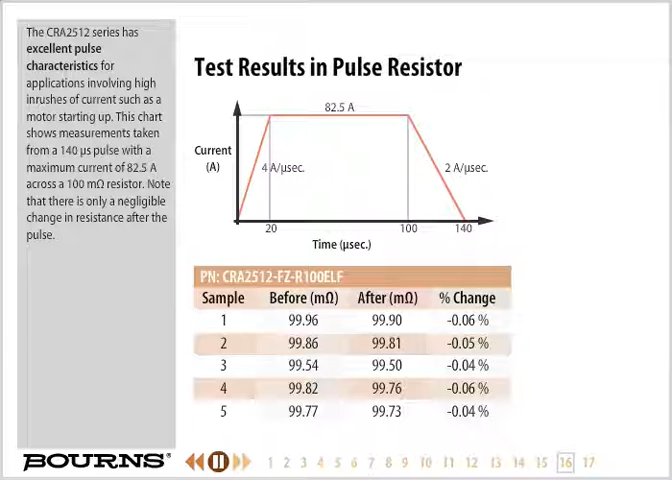 The CRA2512 series has
excellent pulse
characteristics for
applications involving high
inrushes of current such as a
motor starting up. This chart
shows measurements taken
from a 140 µs pulse with a
maximum current of 82.5 A
across a 100 mΩ resistor. Note
that there is only a negligible
change in resistance after the
pulse.
Test Results in Pulse Resistor
82.5 A
Current
(A)
4 A/µsec.
2 A/µsec.
20
100
140
Time (µsec.)
PN: CRA2512-FZ-R100ELF
Sample Before (mΩ) After (mΩ) % Change
1 99.96 99.90 -0.06 %
2 99.86 99.81 -0.05 %
3 99.54 99.50 -0.04 %
4 99.82 99.76 -0.06 %
5 99.77 99.73 -0.04 %
BOURNS®
1 2 3 4 5 6 7 8 9 10 11 12 13 14 15 16 17